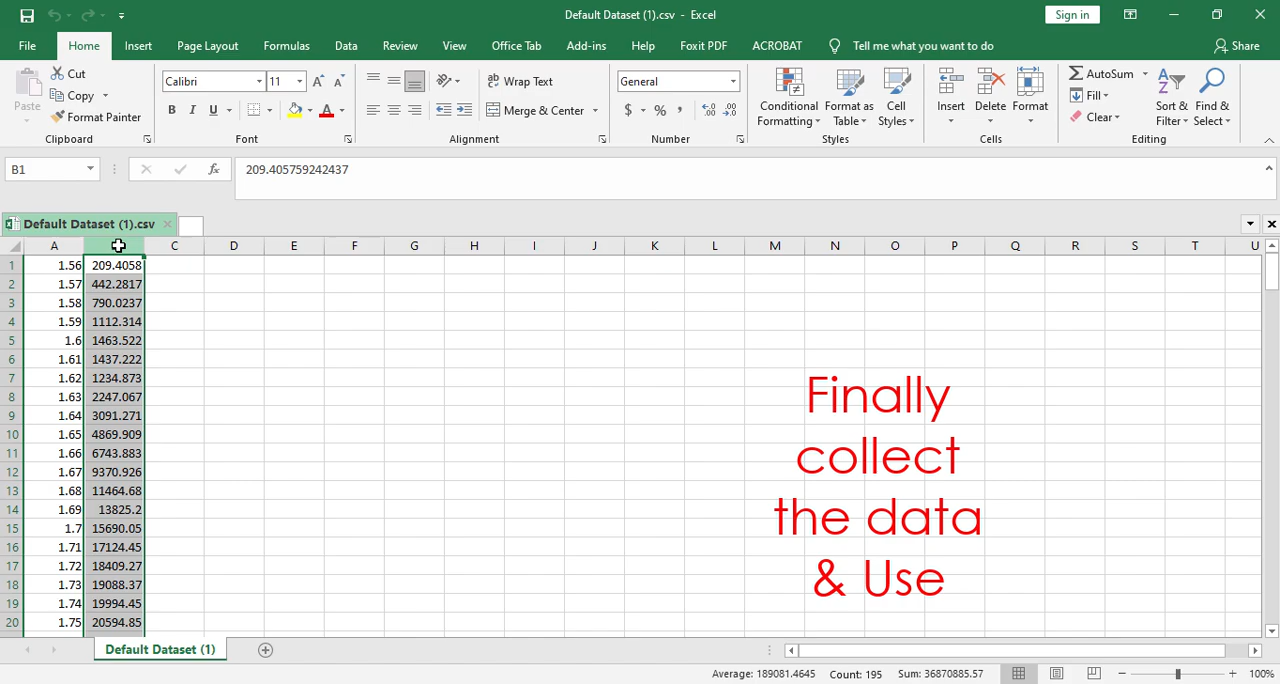 Default Dataset (1).csv - Excel
Sign in
File Home Insert Page Layout Formulas Data Review View Office Tab Add-ins Help Foxit PDF ACROBAT Tell me what you want to do Share
Paste
Cut
Copy
Format Painter
Clipboard
Calibri 11
B I U
Font
Wrap Text
Merge & Center
Alignment
General
$ % ,
Number
Conditional Formatting
Format as Table
Cell Styles
Styles
Insert Delete Format
Cells
AutoSum
Fill
Clear
Sort & Filter
Find & Select
Editing
B1 fx 209.405759242437
Default Dataset (1).csv
A C D E F G H I J K L M N O P Q R S T U
1 1.56 209.4058
2 1.57 442.2817
3 1.58 790.0237
4 1.59 1112.314
5 1.6 1463.522
6 1.61 1437.222
7 1.62 1234.873
8 1.63 2247.067
9 1.64 3091.271
10 1.65 4869.909
11 1.66 6743.883
12 1.67 9370.926
13 1.68 11464.68
14 1.69 13825.2
15 1.7 15690.05
16 1.71 17124.45
17 1.72 18409.27
18 1.73 19088.37
19 1.74 19994.45
20 1.75 20594.85
Finally
collect
the data
& Use
Default Dataset (1)
Average: 189081.4645 Count: 195 Sum: 36870885.57 100%